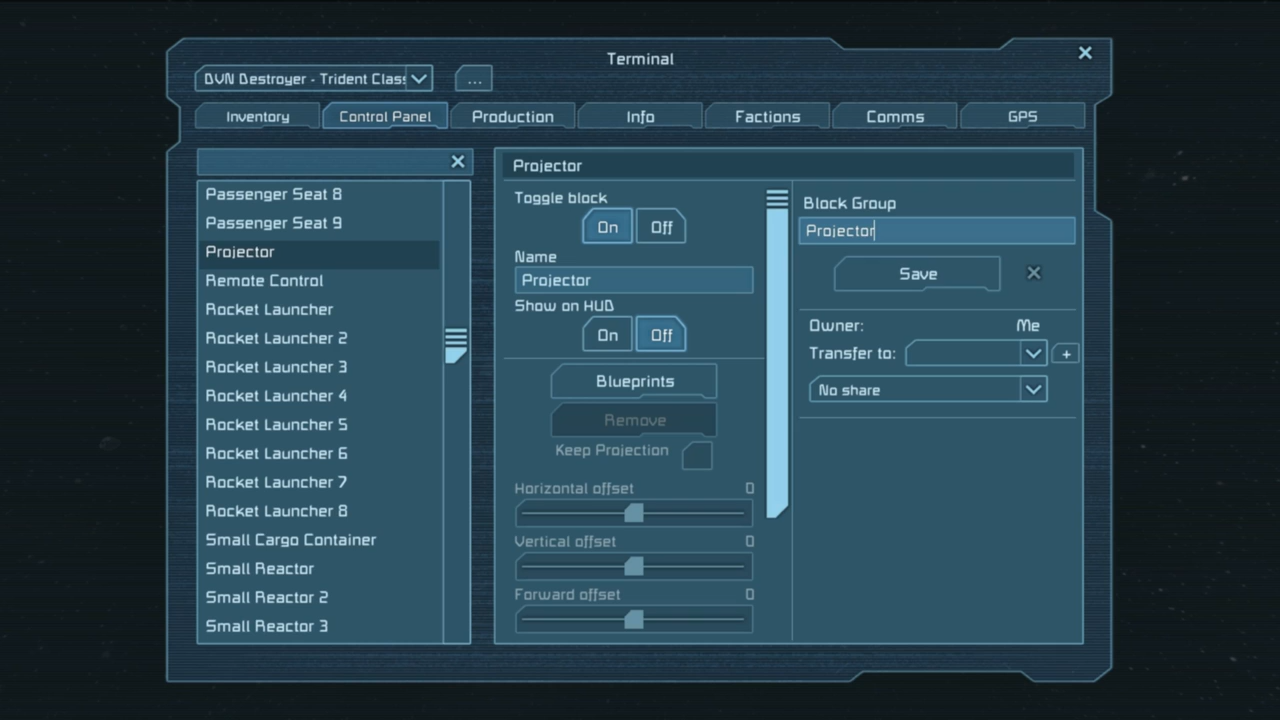 Terminal
DVN Destroyer - Trident Clas
...
Inventory
Control Panel
Production
Info
Factions
Comms
GPS
Passenger Seat 8
Passenger Seat 9
Projector
Remote Control
Rocket Launcher
Rocket Launcher 2
Rocket Launcher 3
Rocket Launcher 4
Rocket Launcher 5
Rocket Launcher 6
Rocket Launcher 7
Rocket Launcher 8
Small Cargo Container
Small Reactor
Small Reactor 2
Small Reactor 3
Projector
Toggle block
On Off
Name
Projector
Show on HUD
On Off
Blueprints
Remove
Keep Projection
Horizontal offset 0
Vertical offset 0
Forward offset 0
Block Group
Projector
Save
Owner: Me
Transfer to: +
No share